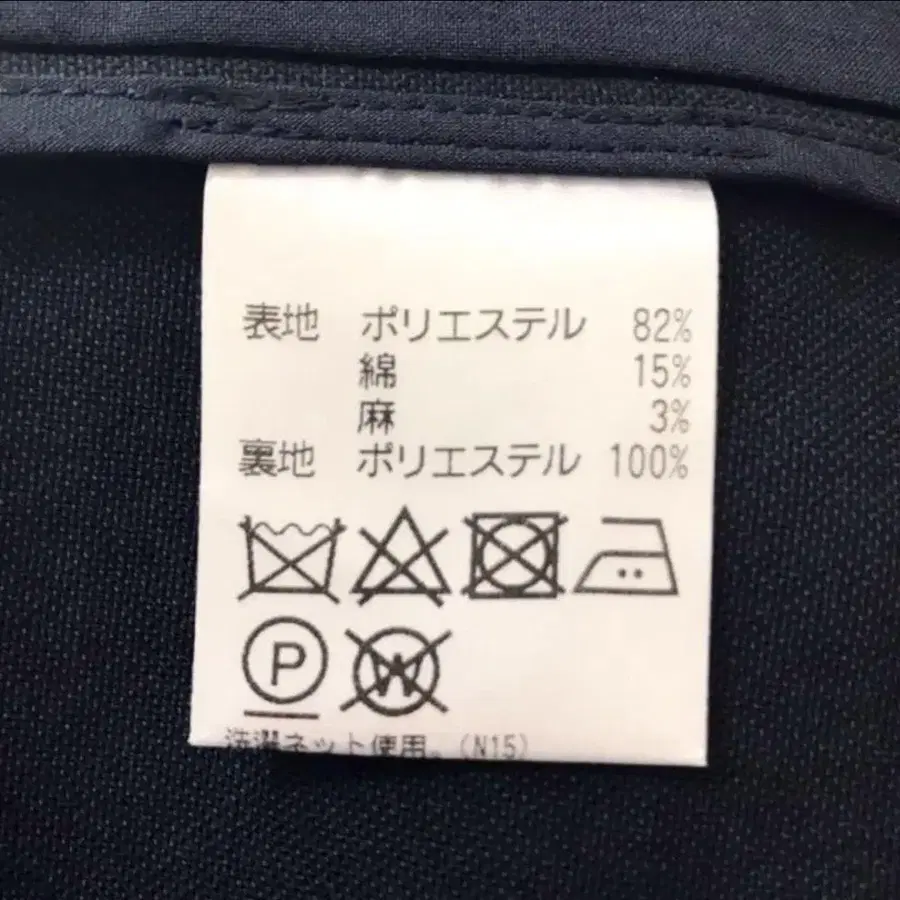 表地 ポリエステル 82%
綿 15%
麻 3%
裏地 ポリエステル 100%
P W
洗濯ネット使用。(N15)